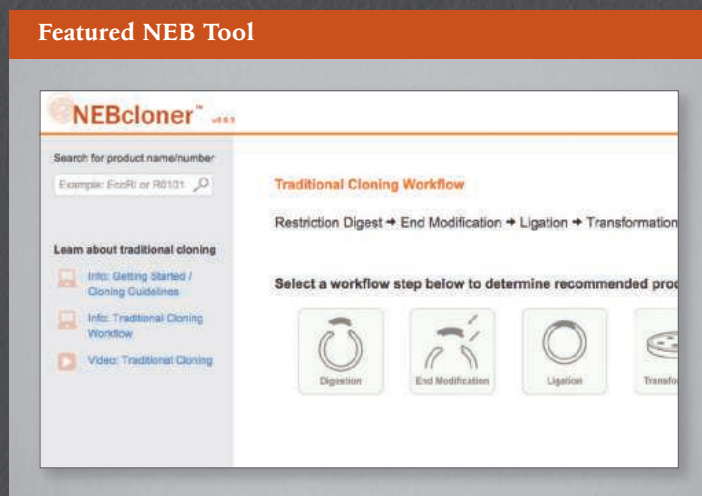 Featured NEB Tool
NEBcloner™
Search for product name/number
Example: EcoRI or R0101
Learn about traditional cloning
Info: Getting Started /
Cloning Guidelines
Info: Traditional Cloning
Workflow
Video: Traditional Cloning
Traditional Cloning Workflow
Restriction Digest → End Modification → Ligation → Transformation
Select a workflow step below to determine recommended prod
Digestion
End Modification
Ligation
Transfo